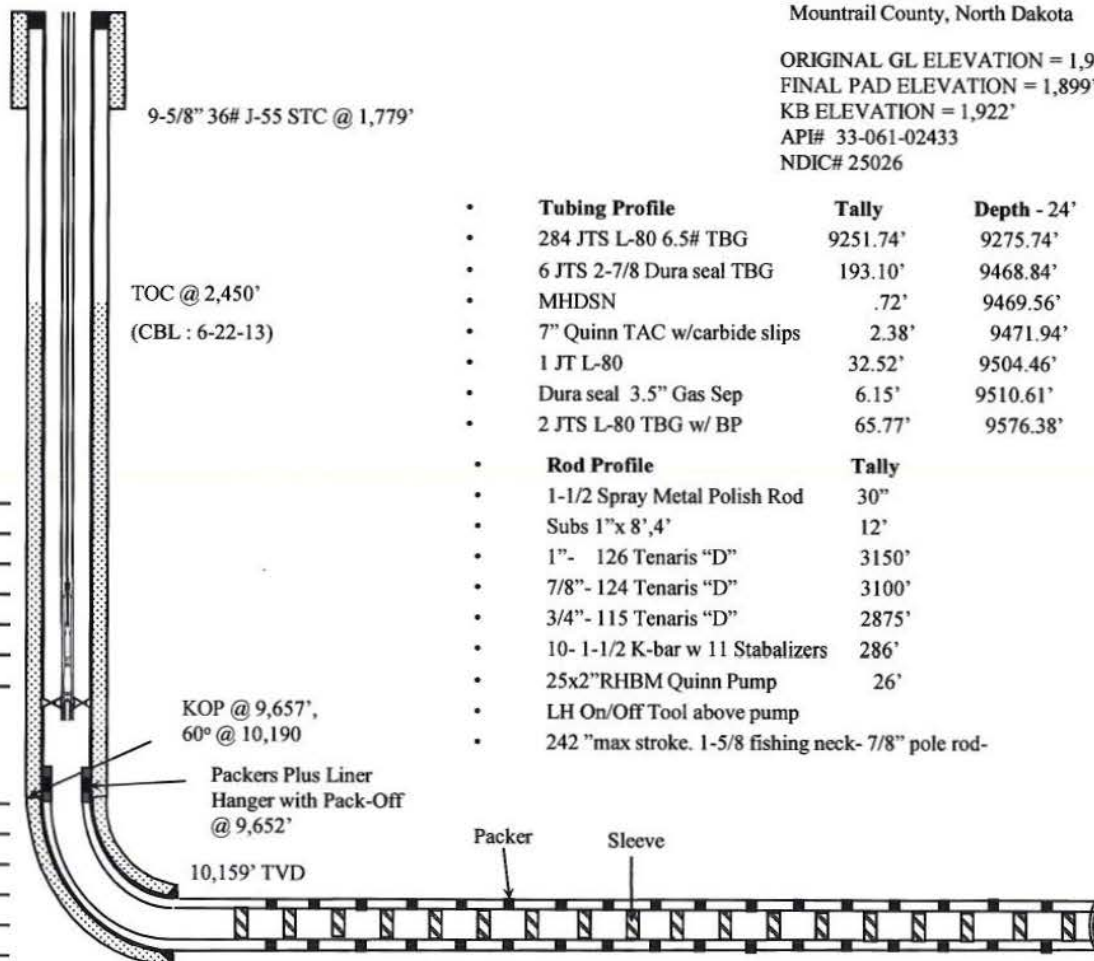 Mountrail County, North Dakota
ORIGINAL GL ELEVATION = 1,9
FINAL PAD ELEVATION = 1,899'
KB ELEVATION = 1,922'
API# 33-061-02433
NDIC# 25026
9-5/8" 36# J-55 STC @ 1,779'
TOC @ 2,450'
(CBL : 6-22-13)
• Tubing Profile Tally Depth - 24'
• 284 JTS L-80 6.5# TBG 9251.74' 9275.74'
• 6 JTS 2-7/8 Dura seal TBG 193.10' 9468.84'
• MHDSN .72' 9469.56'
• 7" Quinn TAC w/carbide slips 2.38' 9471.94'
• 1 JT L-80 32.52' 9504.46'
• Dura seal 3.5" Gas Sep 6.15' 9510.61'
• 2 JTS L-80 TBG w/ BP 65.77' 9576.38'
• Rod Profile Tally
• 1-1/2 Spray Metal Polish Rod 30"
• Subs 1"x 8',4' 12'
• 1"- 126 Tenaris "D" 3150'
• 7/8"- 124 Tenaris "D" 3100'
• 3/4"- 115 Tenaris "D" 2875'
• 10- 1-1/2 K-bar w 11 Stabalizers 286'
• 25x2"RHBM Quinn Pump 26'
• LH On/Off Tool above pump
• 242 "max stroke. 1-5/8 fishing neck- 7/8" pole rod-
KOP @ 9,657',
60º @ 10,190
Packers Plus Liner
Hanger with Pack-Off
@ 9,652'
10,159' TVD
Packer
Sleeve